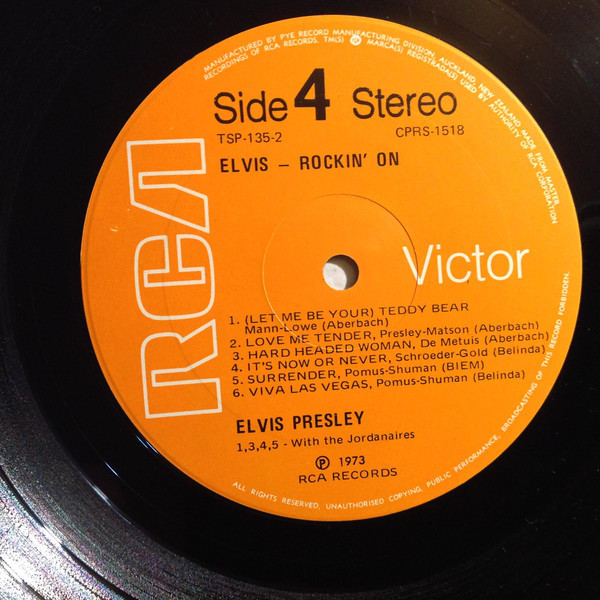 MANUFACTURED BY PYE RECORD MANUFACTURING DIVISION, AUCKLAND, NEW ZEALAND MADE FROM MASTER
RECORDINGS OF RCA RECORDS. TM(S) ® MARCA(S) REGISTRADA(S) USED BY AUTHORITY OF RCA CORPORATION
Side 4 Stereo
TSP-135-2 CPRS-1518
ELVIS – ROCKIN' ON
RCA
Victor
1. (LET ME BE YOUR) TEDDY BEAR
Mann-Lowe (Aberbach)
2. LOVE ME TENDER, Presley-Matson (Aberbach)
3. HARD HEADED WOMAN, De Metuis (Aberbach)
4. IT'S NOW OR NEVER, Schroeder-Gold (Belinda)
5. SURRENDER, Pomus-Shuman (BIEM)
6. VIVA LAS VEGAS, Pomus-Shuman (Belinda)
ELVIS PRESLEY
1,3,4,5 - With the Jordanaires
℗ 1973
RCA RECORDS
ALL RIGHTS RESERVED, UNAUTHORISED COPYING, PUBLIC PERFORMANCE, BROADCASTING OF THIS RECORD FORBIDDEN.